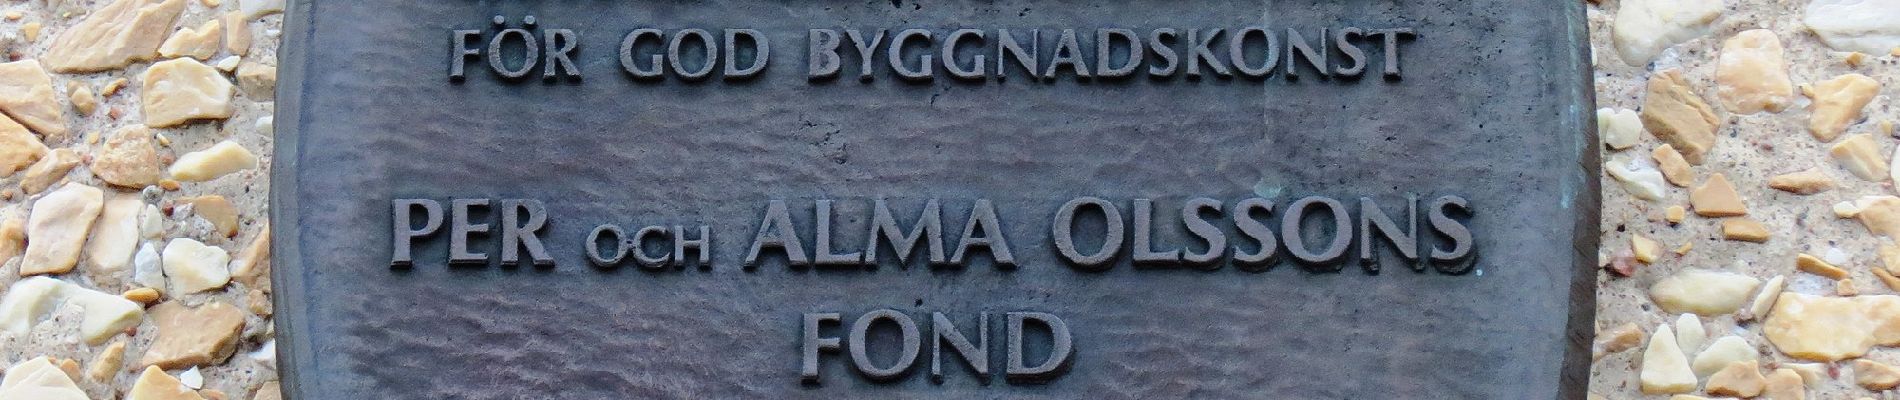 FÖR GOD BYGGNADSKONST
PER OCH ALMA OLSSONS
FOND